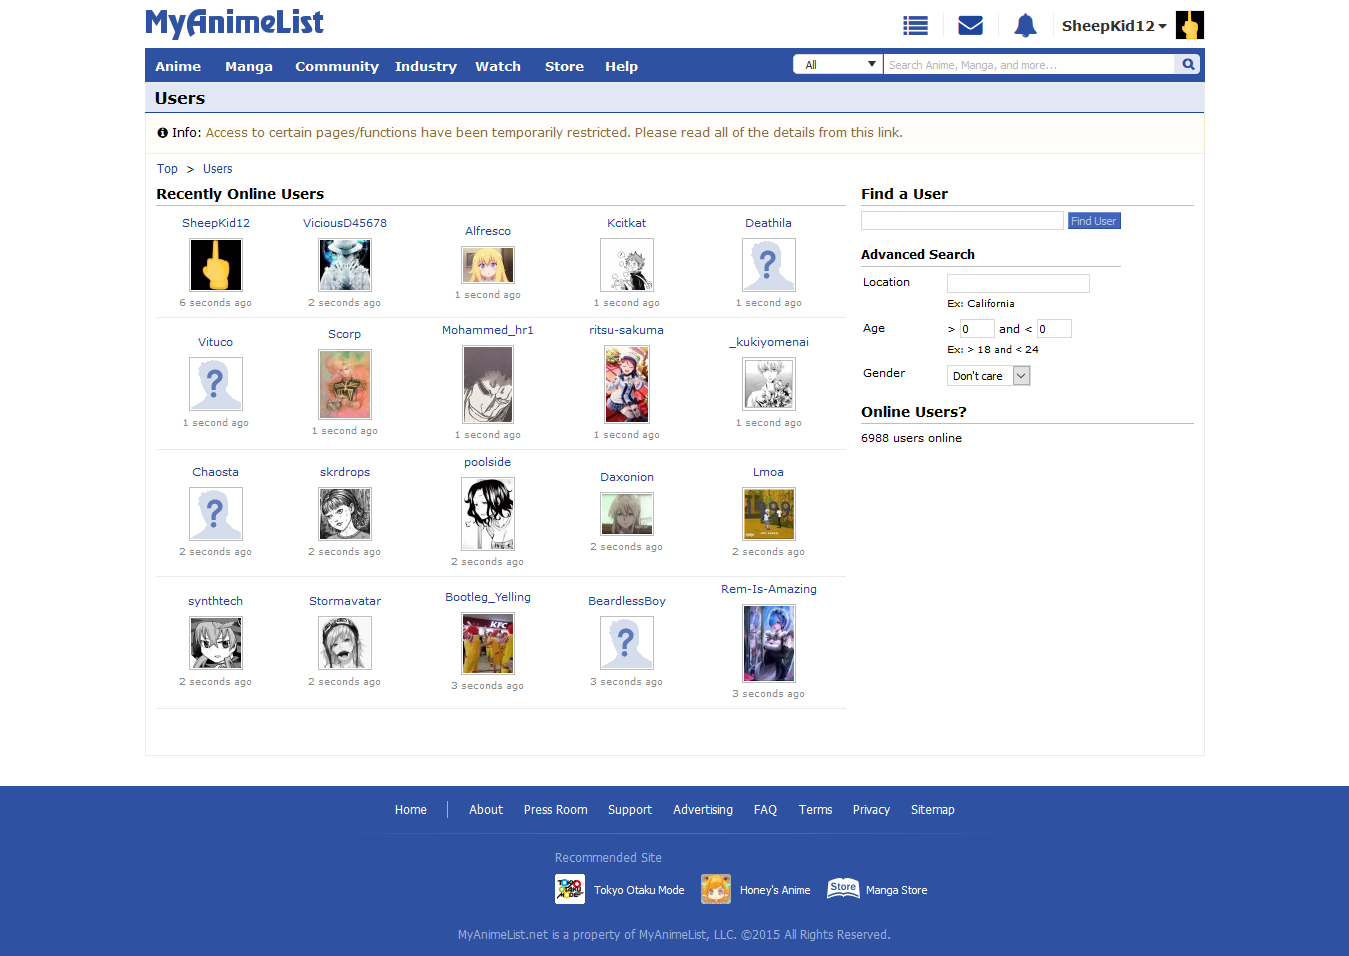 MyAnimeList
SheepKid12
Anime Manga Community Industry Watch Store Help
All
Search Anime, Manga, and more...
Users
Info: Access to certain pages/functions have been temporarily restricted. Please read all of the details from this link.
Top > Users
Recently Online Users
SheepKid12
6 seconds ago
ViciousD45678
2 seconds ago
Alfresco
1 second ago
Kcitkat
1 second ago
Deathila
1 second ago
Vituco
1 second ago
Scorp
1 second ago
Mohammed_hr1
1 second ago
ritsu-sakuma
1 second ago
_kukiyomenai
1 second ago
Chaosta
2 seconds ago
skrdrops
2 seconds ago
poolside
2 seconds ago
Daxonion
2 seconds ago
Lmoa
2 seconds ago
synthtech
2 seconds ago
Stormavatar
2 seconds ago
Bootleg_Yelling
KFC
3 seconds ago
BeardlessBoy
3 seconds ago
Rem-Is-Amazing
3 seconds ago
Find a User
Find User
Advanced Search
Location
Ex: California
Age
> 0 and < 0
Ex: > 18 and < 24
Gender
Don't care
Online Users?
6988 users online
Home About Press Room Support Advertising FAQ Terms Privacy Sitemap
Recommended Site
TOKYO OTAKU MODE
Tokyo Otaku Mode
Honey's Anime
Store
Manga Store
MyAnimeList.net is a property of MyAnimeList, LLC. ©2015 All Rights Reserved.